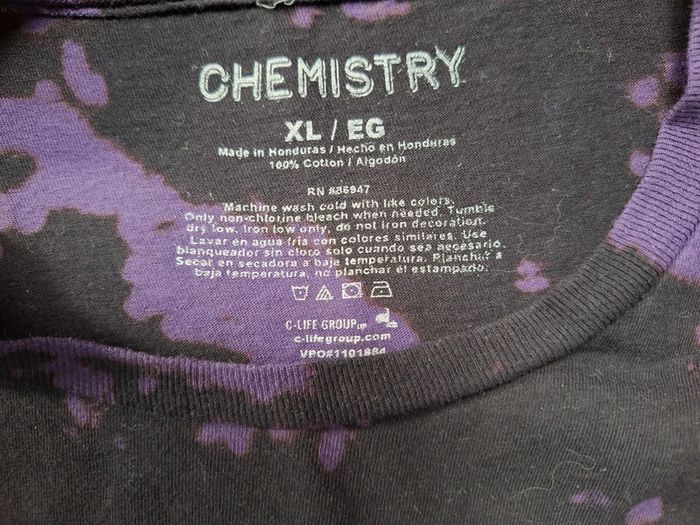 CHEMISTRY
XL / EG
Made in Honduras / Hecho en Honduras
100% Cotton / Algodón
RN #86947
Machine wash cold with like colors.
Only non-chlorine bleach when needed. Tumble
dry low. Iron low only, do not iron decoration.
Lavar en agua fria con colores similares. Use
blanqueador sin cloro solo cuando sea necesario.
Secar en secadora a baja temperatura. Planchar a
baja temperatura, no planchar él estampado.
C-LIFE GROUP LTD
c-lifegroup.com
VPO#1101884